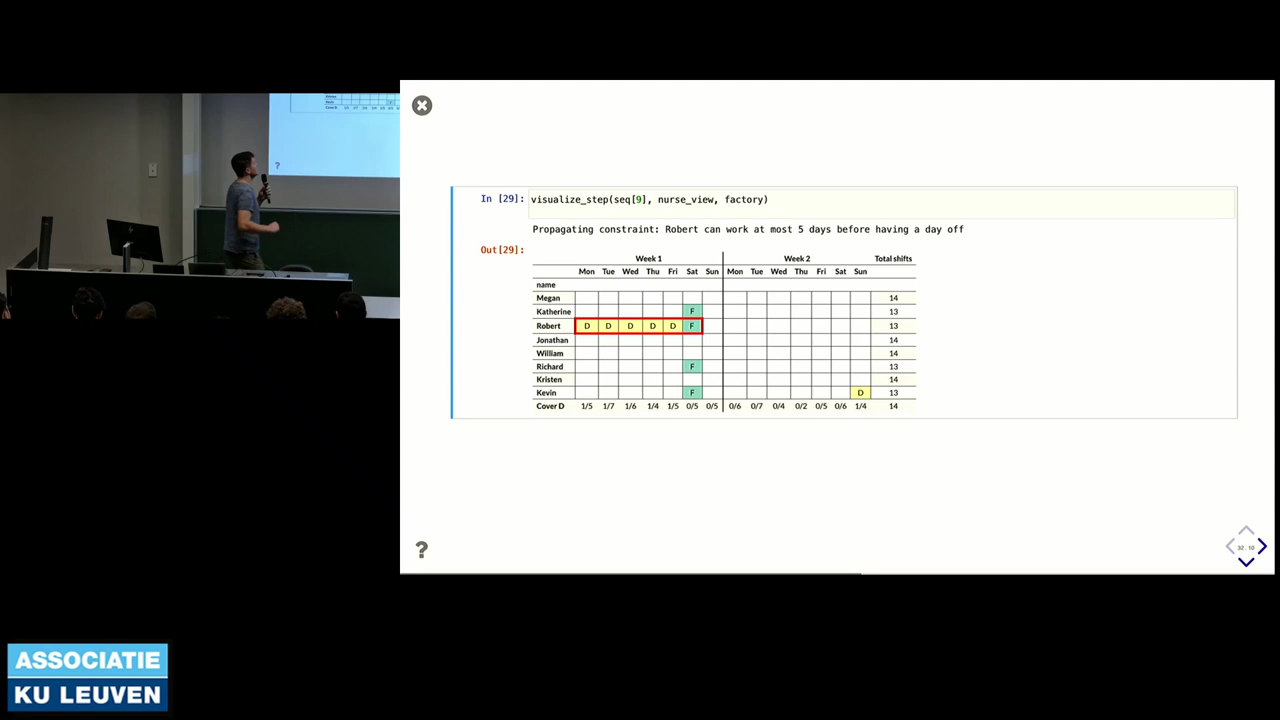 In [29]: visualize_step(seq[9], nurse_view, factory)
Propagating constraint: Robert can work at most 5 days before having a day off
Out[29]:
Week 1 Week 2 Total shifts
Mon Tue Wed Thu Fri Sat Sun Mon Tue Wed Thu Fri Sat Sun
name
Megan 14
Katherine F 13
Robert D D D D D F 13
Jonathan 14
William 14
Richard F 13
Kristen 14
Kevin F D 13
Cover D 1/5 1/7 1/6 1/4 1/5 0/5 0/5 0/6 0/7 0/4 0/2 0/5 0/6 1/4 14
?
?
32.10
ASSOCIATIE
KU LEUVEN